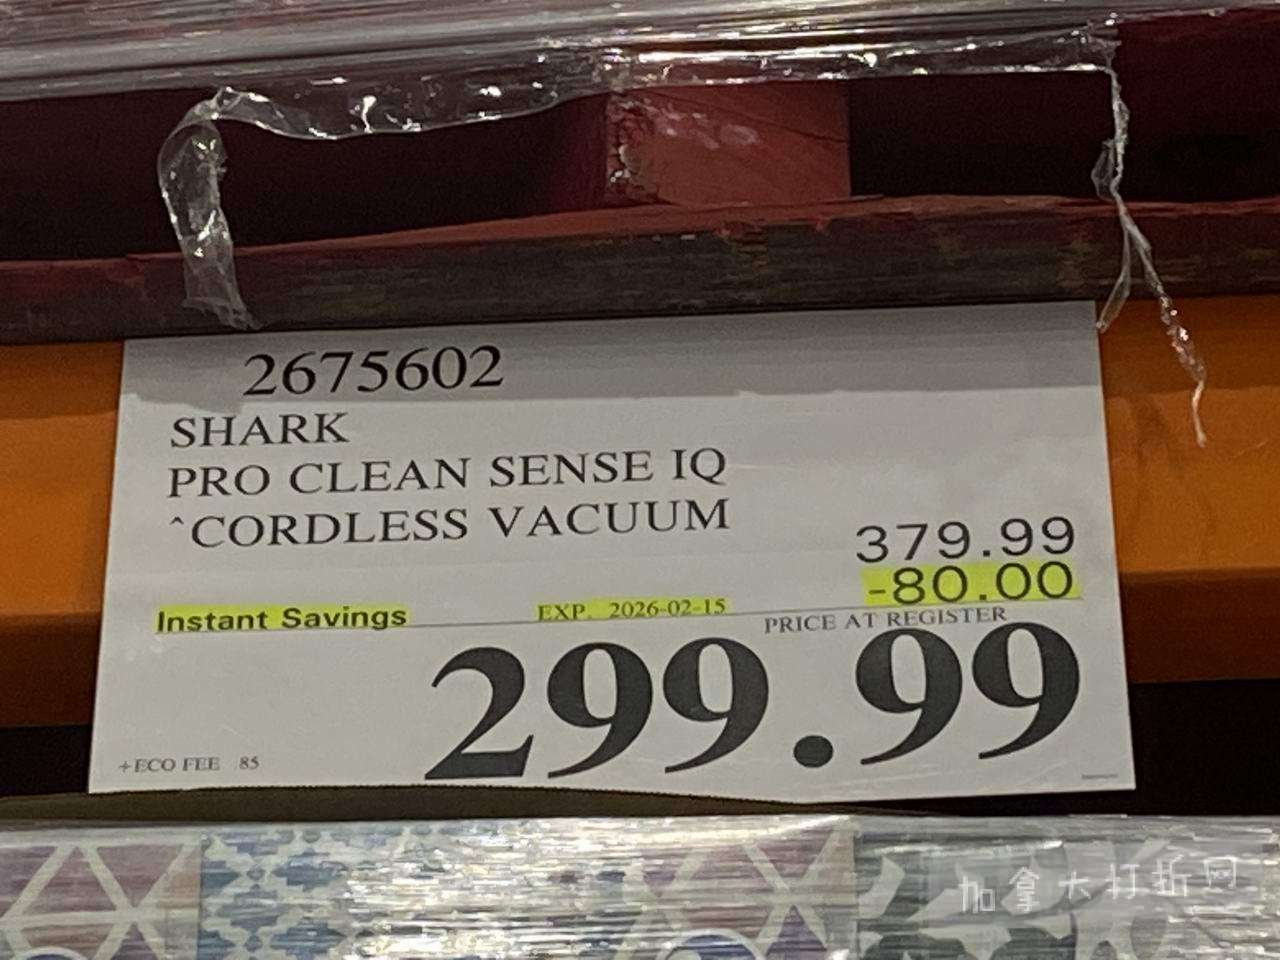 2675602
SHARK
PRO CLEAN SENSE IQ
^CORDLESS VACUUM
379.99
-80.00
Instant Savings EXP. 2026-02-15 PRICE AT REGISTER
299.99
+ECO FEE 85
加拿大打折网